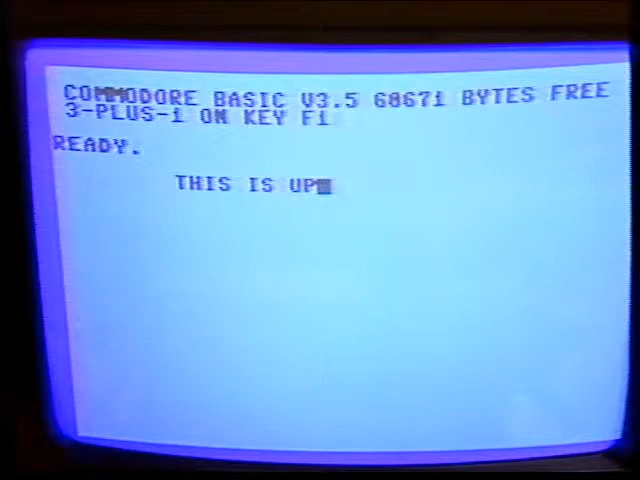 COMMODORE BASIC V3.5 60671 BYTES FREE
3-PLUS-1 ON KEY F1
READY.
THIS IS UP